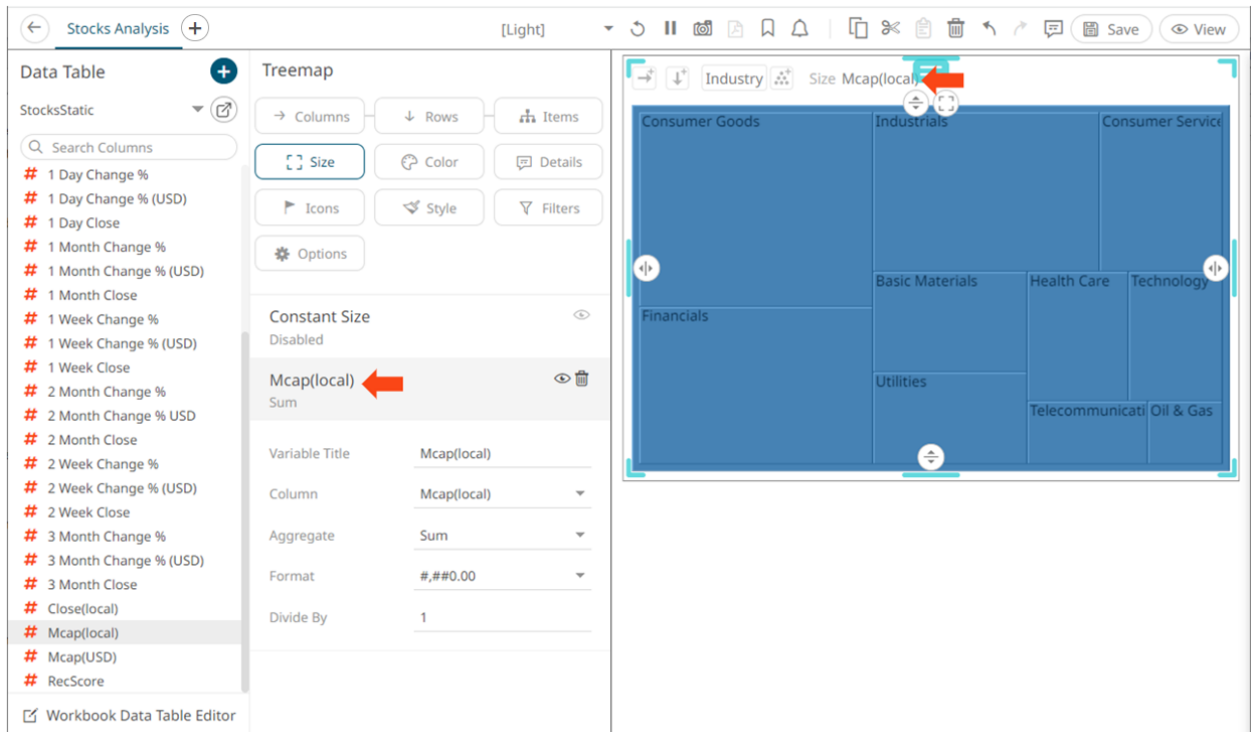 Stocks Analysis
[Light]
Save
View
Data Table
StocksStatic
Search Columns
1 Day Change %
1 Day Change % (USD)
1 Day Close
1 Month Change %
1 Month Change % (USD)
1 Month Close
1 Week Change %
1 Week Change % (USD)
1 Week Close
2 Month Change %
2 Month Change % USD
2 Month Close
2 Week Change %
2 Week Change % (USD)
2 Week Close
3 Month Change %
3 Month Change % (USD)
3 Month Close
Close(local)
Mcap(local)
Mcap(USD)
RecScore
Workbook Data Table Editor
Treemap
Columns
Rows
Items
Size
Color
Details
Icons
Style
Filters
Options
Constant Size
Disabled
Mcap(local)
Sum
Variable Title Mcap(local)
Column Mcap(local)
Aggregate Sum
Format #,##0.00
Divide By 1
Industry Size Mcap(local)
Consumer Goods
Industrials
Consumer Service
Basic Materials
Health Care
Technology
Financials
Utilities
Telecommunicati
Oil & Gas